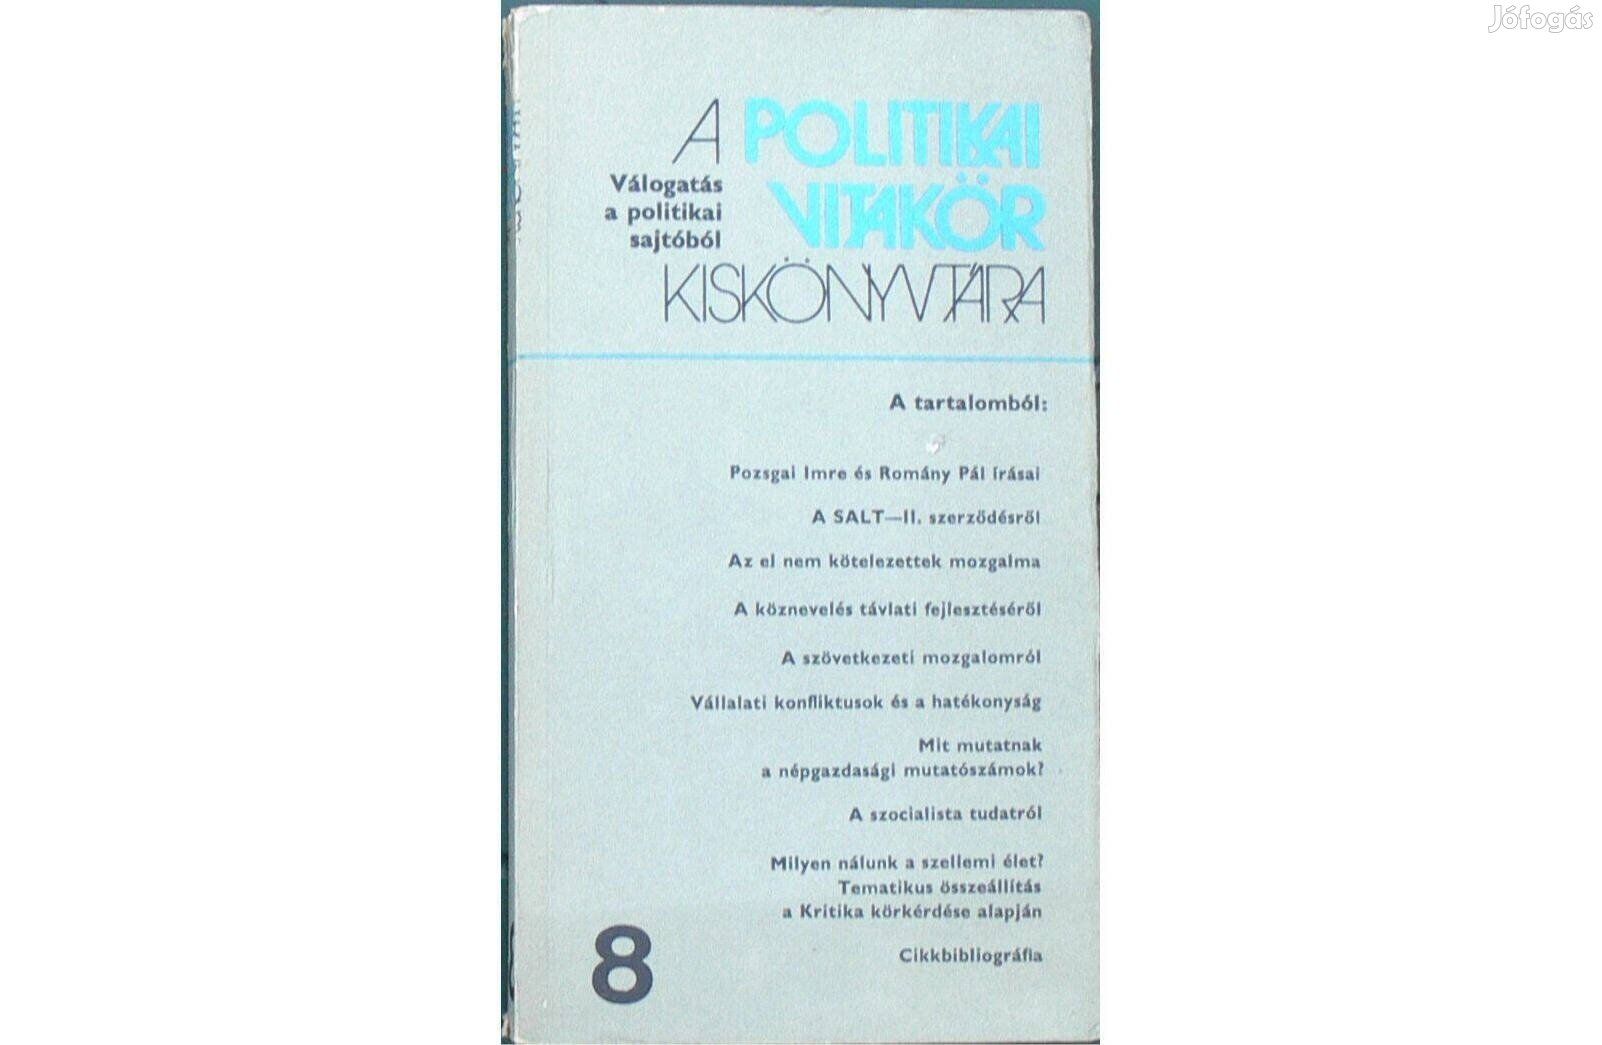 Jófogás
A POLITIKAI
VITAKÖR
KISKÖNYVTÁRA
Válogatás
a politikai
sajtóból
A tartalomból:
Pozsgai Imre és Romány Pál írásai
A SALT—II. szerződésről
Az el nem kötelezettek mozgalma
A köznevelés távlati fejlesztéséről
A szövetkezeti mozgalomról
Vállalati konfliktusok és a hatékonyság
Mit mutatnak
a népgazdasági mutatószámok?
A szocialista tudatról
Milyen nálunk a szellemi élet?
Tematikus összeállítás
a Kritika körkérdése alapján
Cikkbibliográfia
8